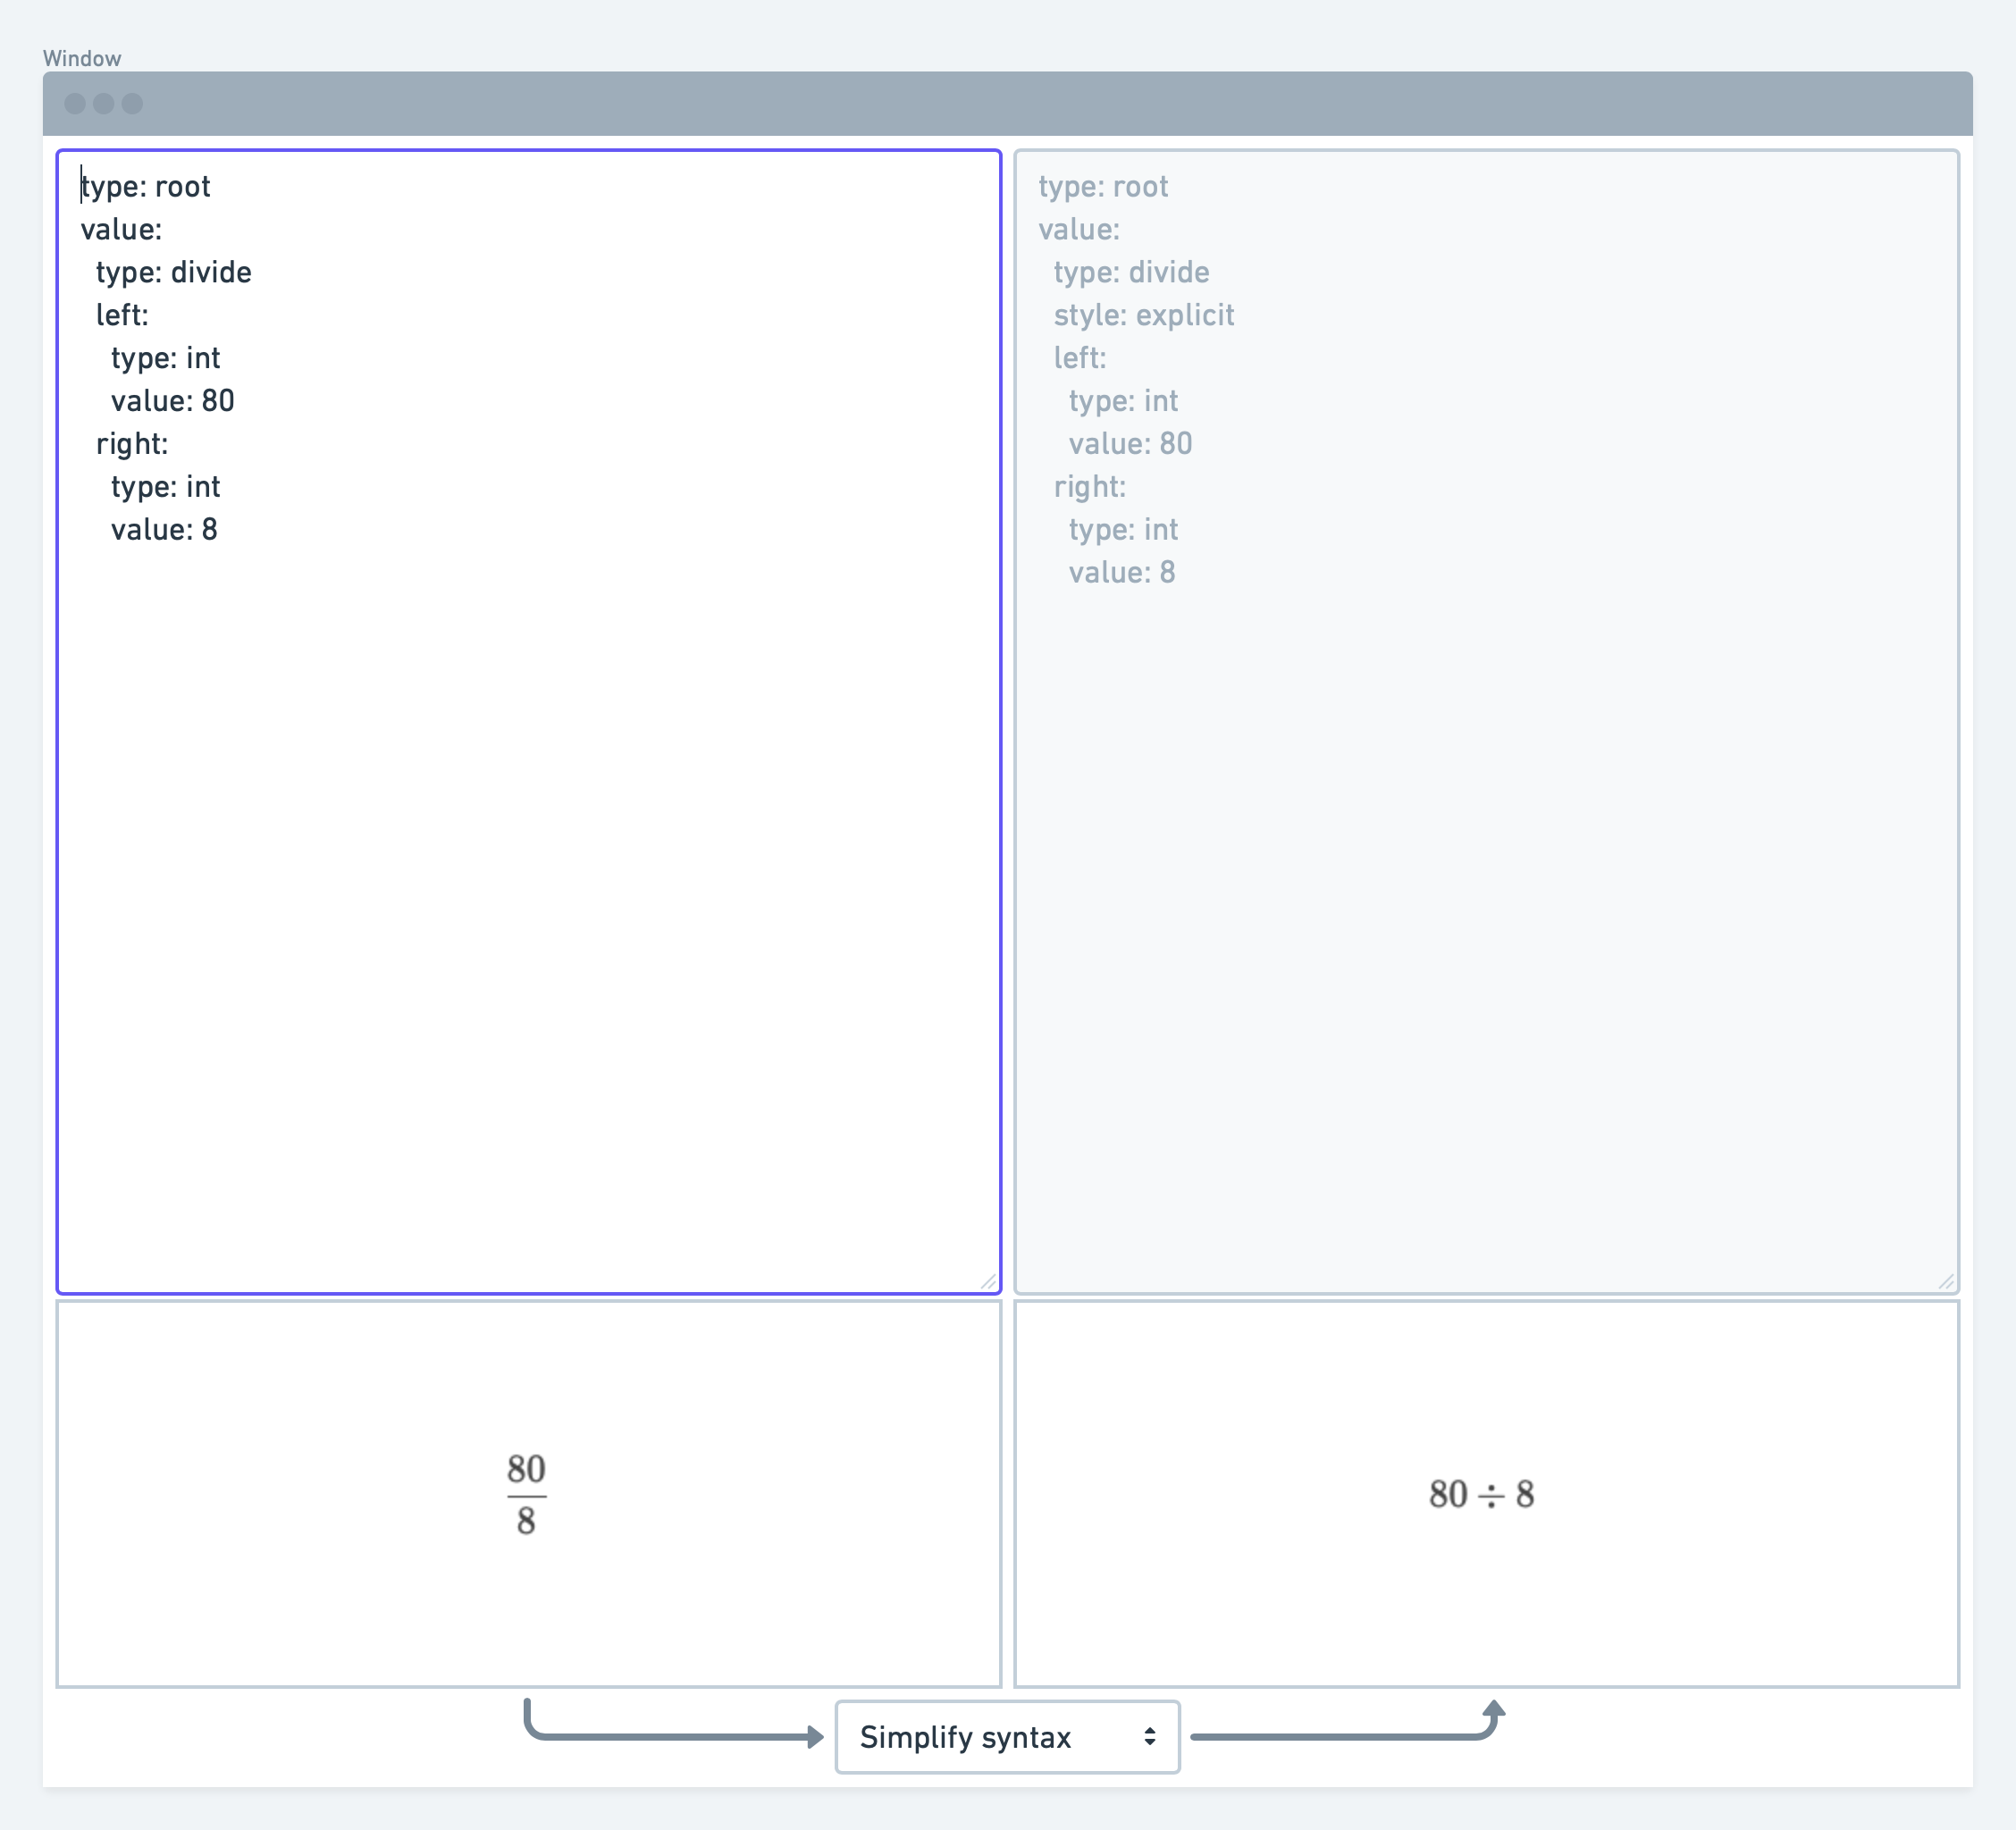 Window
type: root
value:
  type: divide
  left:
    type: int
    value: 80
  right:
    type: int
    value: 8
type: root
value:
  type: divide
  style: explicit
  left:
    type: int
    value: 80
  right:
    type: int
    value: 8
80
8
80 ÷ 8
Simplify syntax